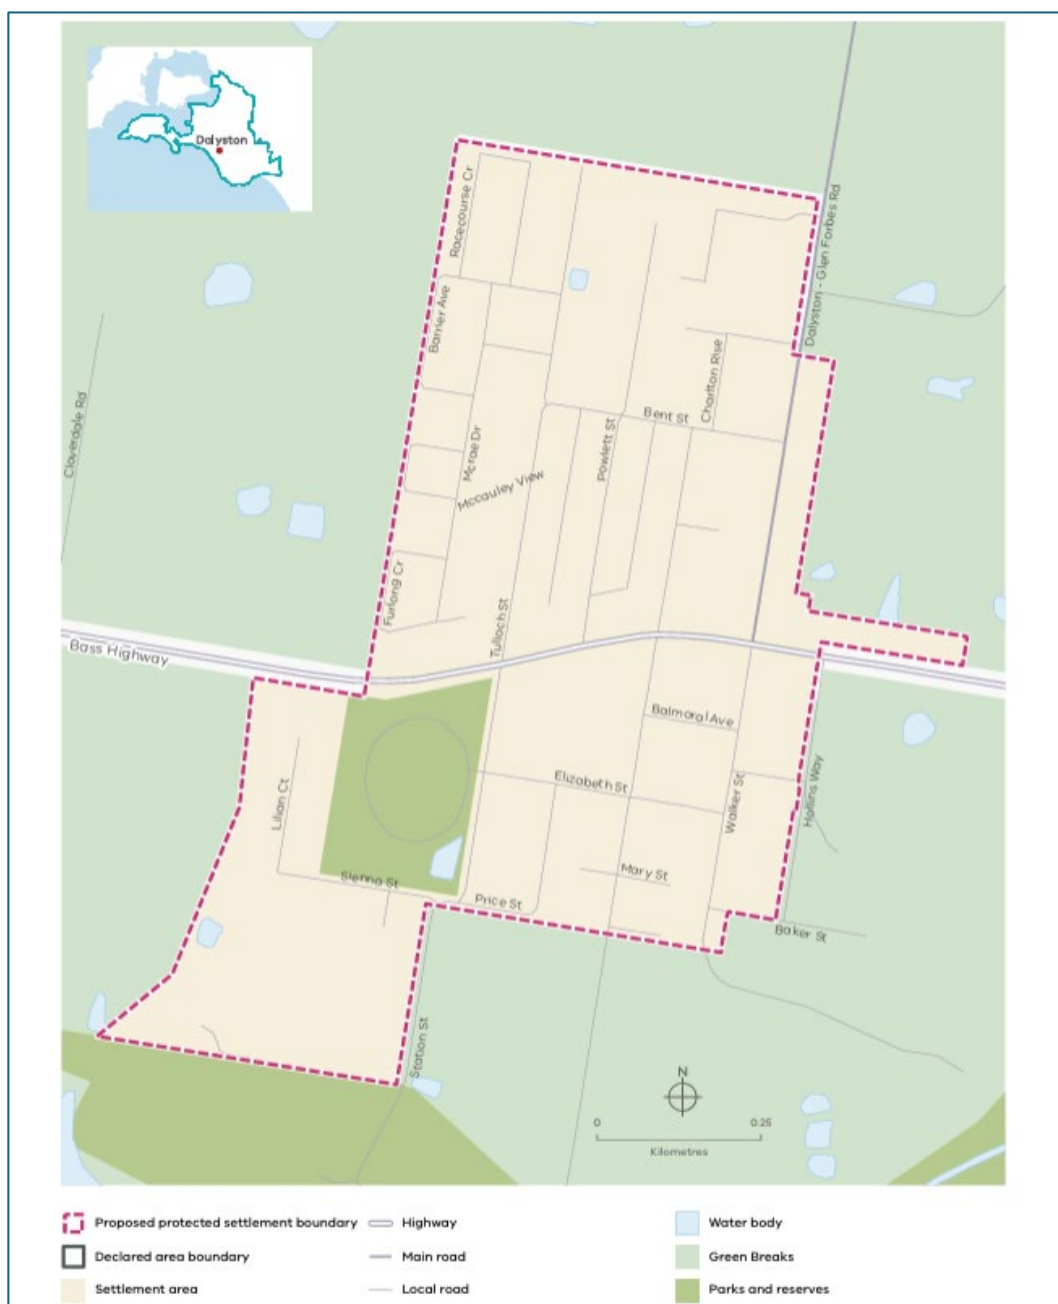 Dalyston
Racecourse Cr
Dalyston - Glen Forbes Rd
Barrier Ave
Charlton Rise
Cloverdale Rd
Bent St
Powlett St
Mcrae Dr
Mccauley View
Furlong Cr
Tulloch St
Bass Highway
Balmoral Ave
Elizabeth St
Walker St
Hollins Way
Lilian Ct
Mary St
Sienna St
Price St
Baker St
Station St
N
0 0.25
Kilometres
Proposed protected settlement boundary Highway Water body
Declared area boundary Main road Green Breaks
Settlement area Local road Parks and reserves